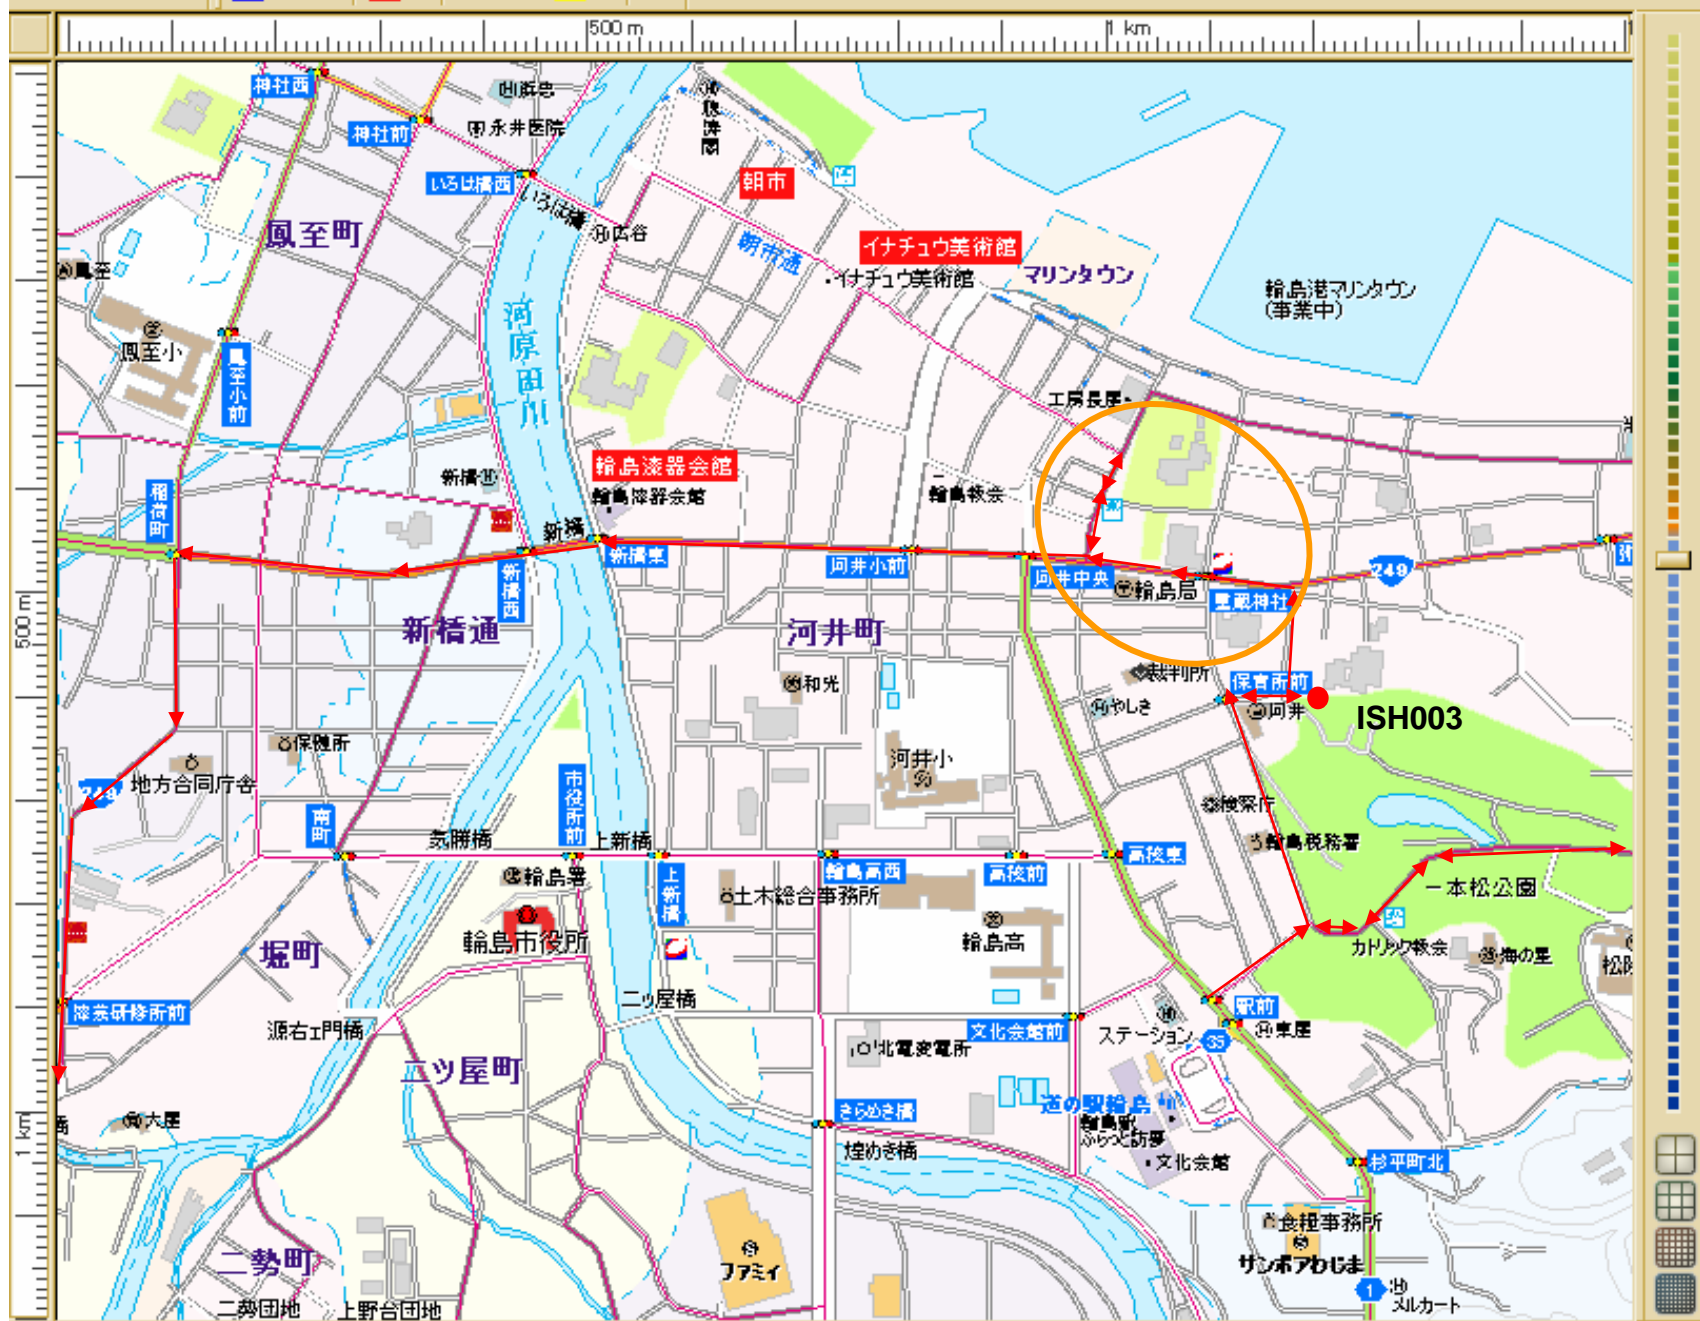 500 m
1 km
神社西
神社前
浜忠
永井医院
いろは橋西
いろは橋
広谷
朝市
朝市通
鳳至町
鳳至
鳳至小
鳳至小前
河原田川
イナチュウ美術館
イナチュウ美術館
マリンタウン
輪島港マリンタウン
(事業中)
工房長屋
新橋
輪島漆器会館
輪島漆器会館
輪島教会
稲荷町
新橋
新橋東
新橋西
河井小前
河井中央
輪島局
重蔵神社
249
500 m
新橋通
河井町
和光
裁判所
保育所前
河井
やしき
ISH003
保健所
地方合同庁舎
249
南町
気勝橋
市役所前
上新橋
上新橋
河井小
検察庁
輪島税務署
輪島高西
高校前
高校東
一本松公園
輪島署
輪島市役所
土木総合事務所
輪島高
カトリック教会
海の星
堀町
漆芸研修所前
源右ェ門橋
二ッ屋橋
文化会館前
駅前
東屋
ステーション
35
北電変電所
二ツ屋町
道の駅輪島
輪島駅
ふらっと訪夢
文化会館
きらめき橋
煌めき橋
1 km
大屋
杉平町北
食糧事務所
サンポアわじま
二勢町
二勢団地
上野台団地
ファミィ
1
メルカート